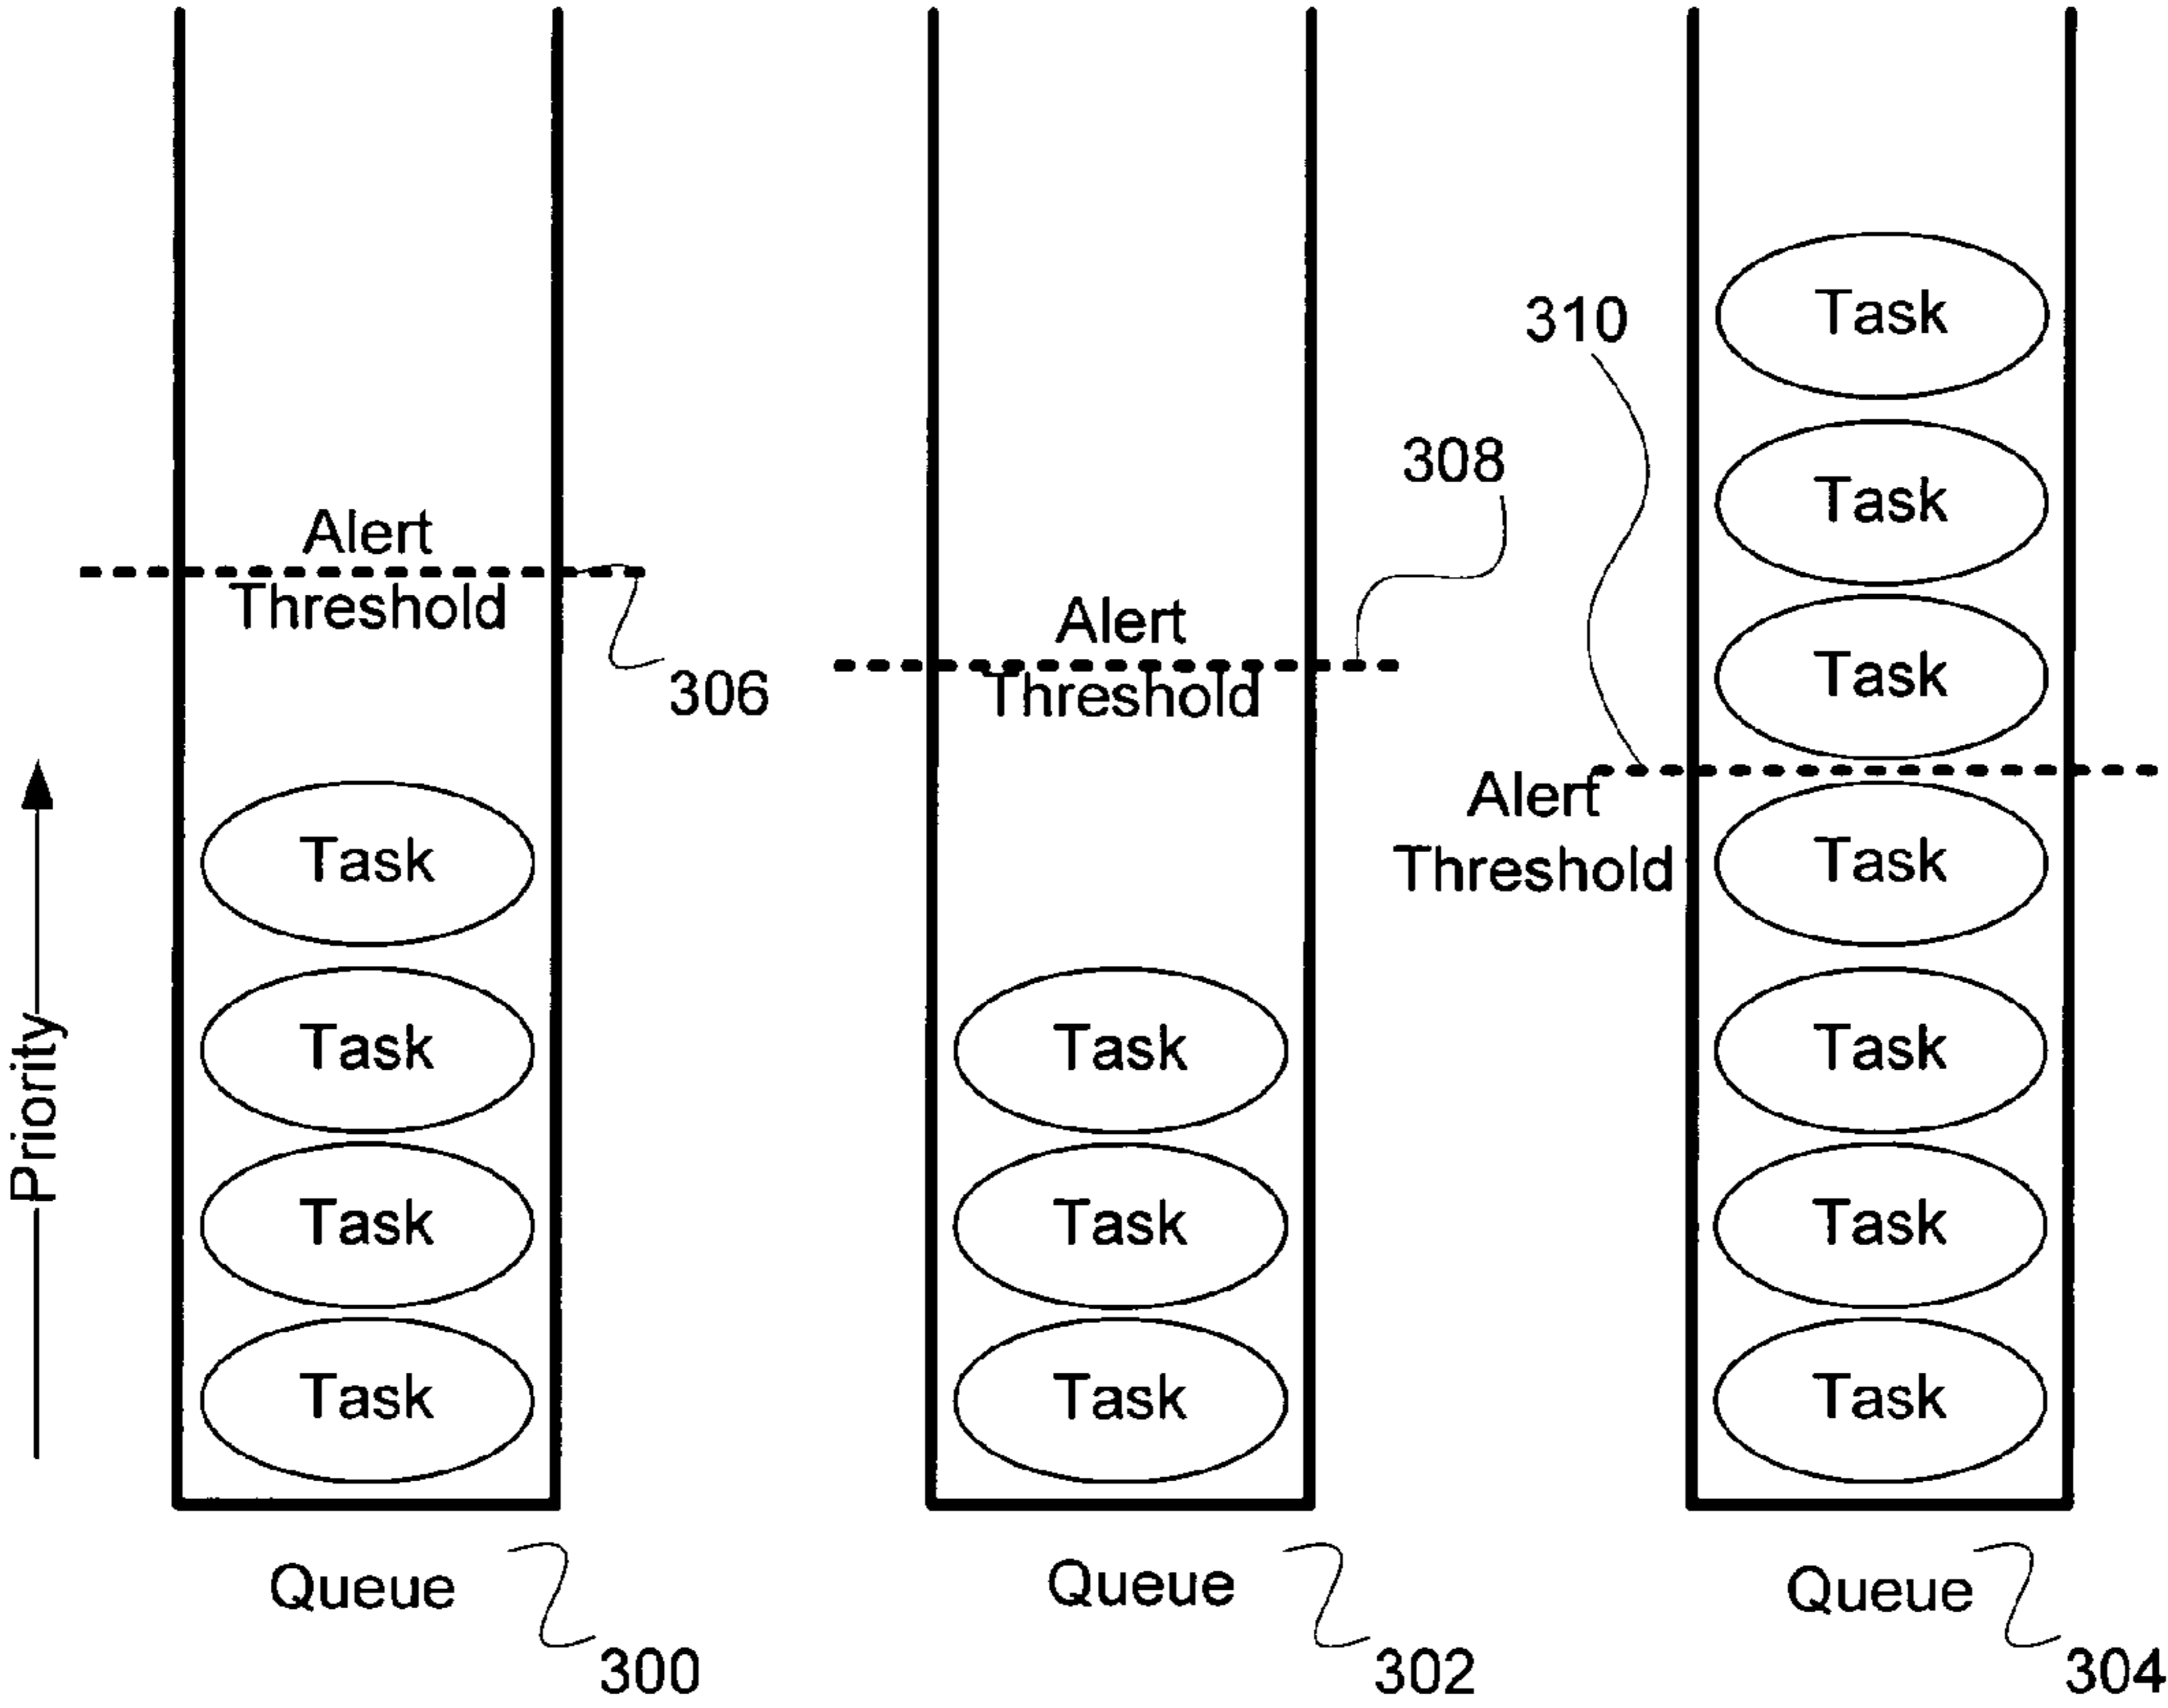 Task
310
Task
308
Alert
Threshold
306
Alert
Threshold
Task
Alert
Threshold
Task
Task
Priority
Task
Task
Task
Task
Task
Task
Task
Task
Task
Queue
300
Queue
302
Queue
304